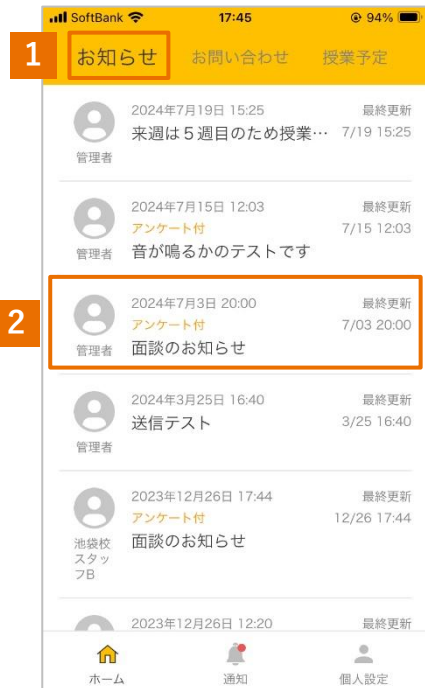 SoftBank 17:45 94%
1 お知らせ お問い合わせ 授業予定
2024年7月19日 15:25 最終更新
来週は５週目のため授業… 7/19 15:25
管理者
2024年7月15日 12:03 最終更新
アンケート付 7/15 12:03
管理者 音が鳴るかのテストです
2
2024年7月3日 20:00 最終更新
アンケート付 7/03 20:00
管理者 面談のお知らせ
2024年3月25日 16:40 最終更新
送信テスト 3/25 16:40
管理者
2023年12月26日 17:44 最終更新
アンケート付 12/26 17:44
面談のお知らせ
池袋校
スタッ
フB
2023年12月26日 12:20 最終更新
ホーム 通知 個人設定